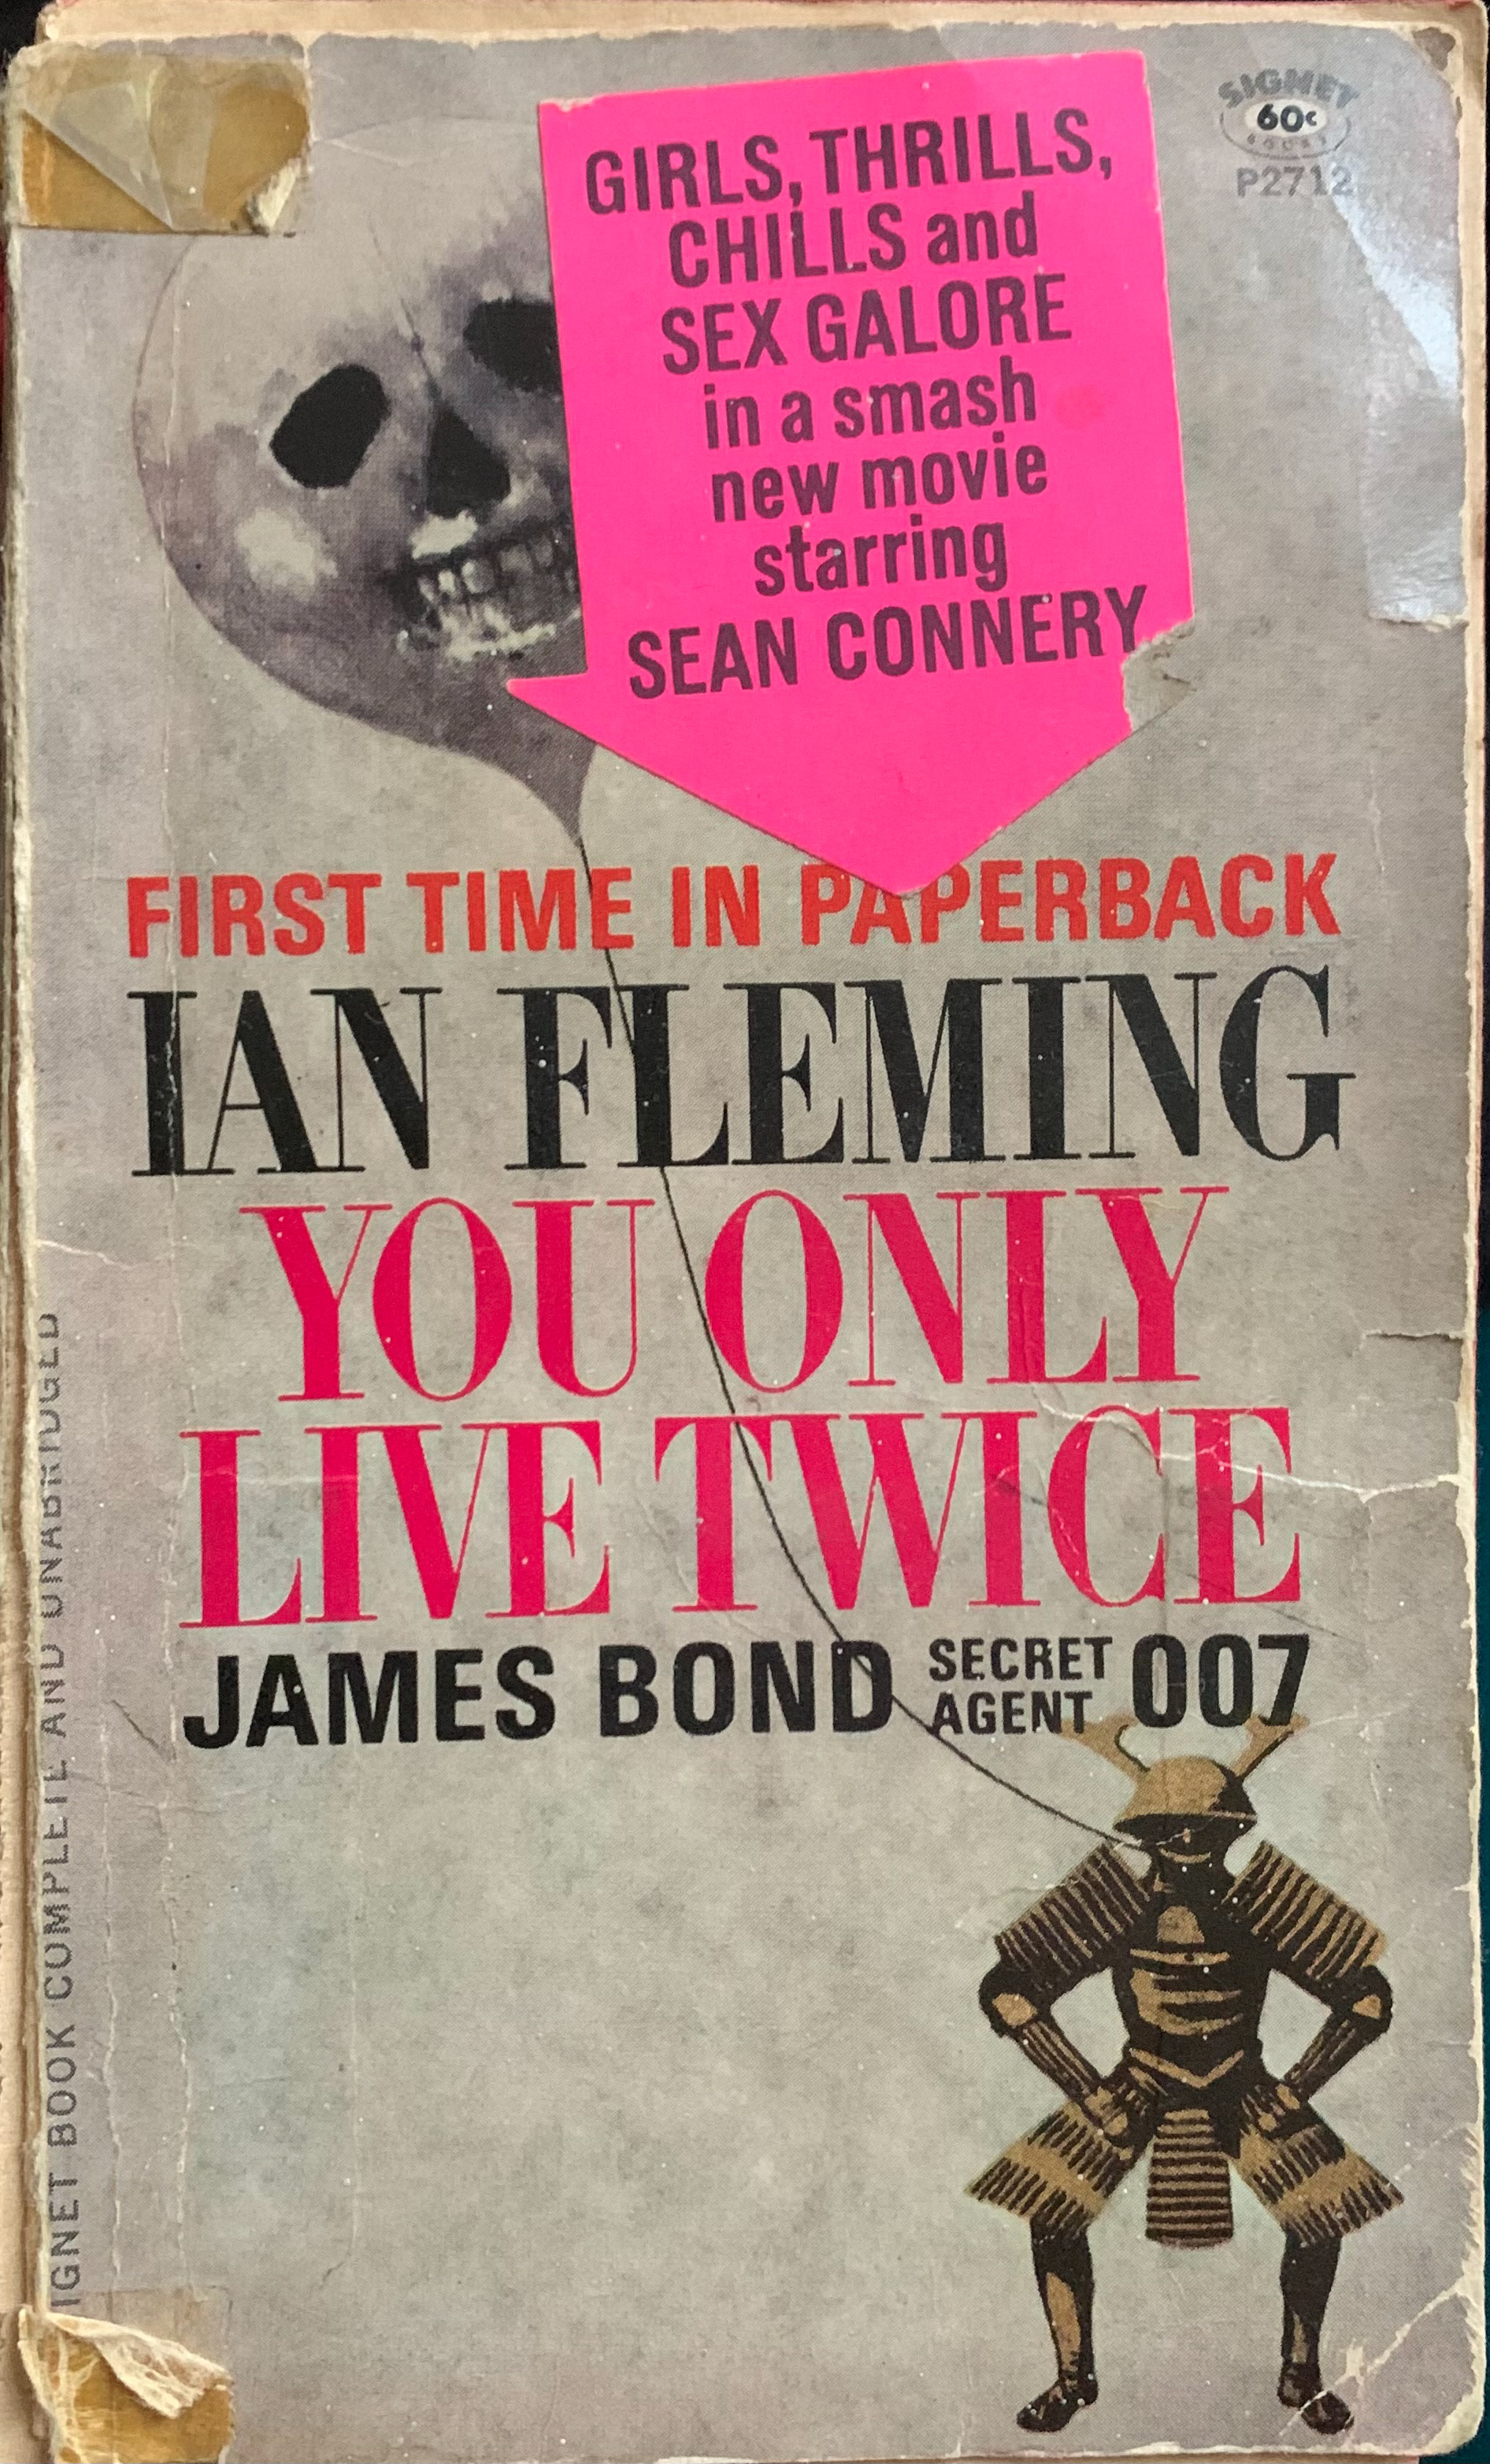 SIGNET
60c
BOOKS
P2712
GIRLS, THRILLS,
CHILLS and
SEX GALORE
in a smash
new movie
starring
SEAN CONNERY
FIRST TIME IN PAPERBACK
IAN FLEMING
YOU ONLY
LIVE TWICE
JAMES BOND SECRET AGENT 007
IGNET BOOK COMPLETE AND UNABRIDGED